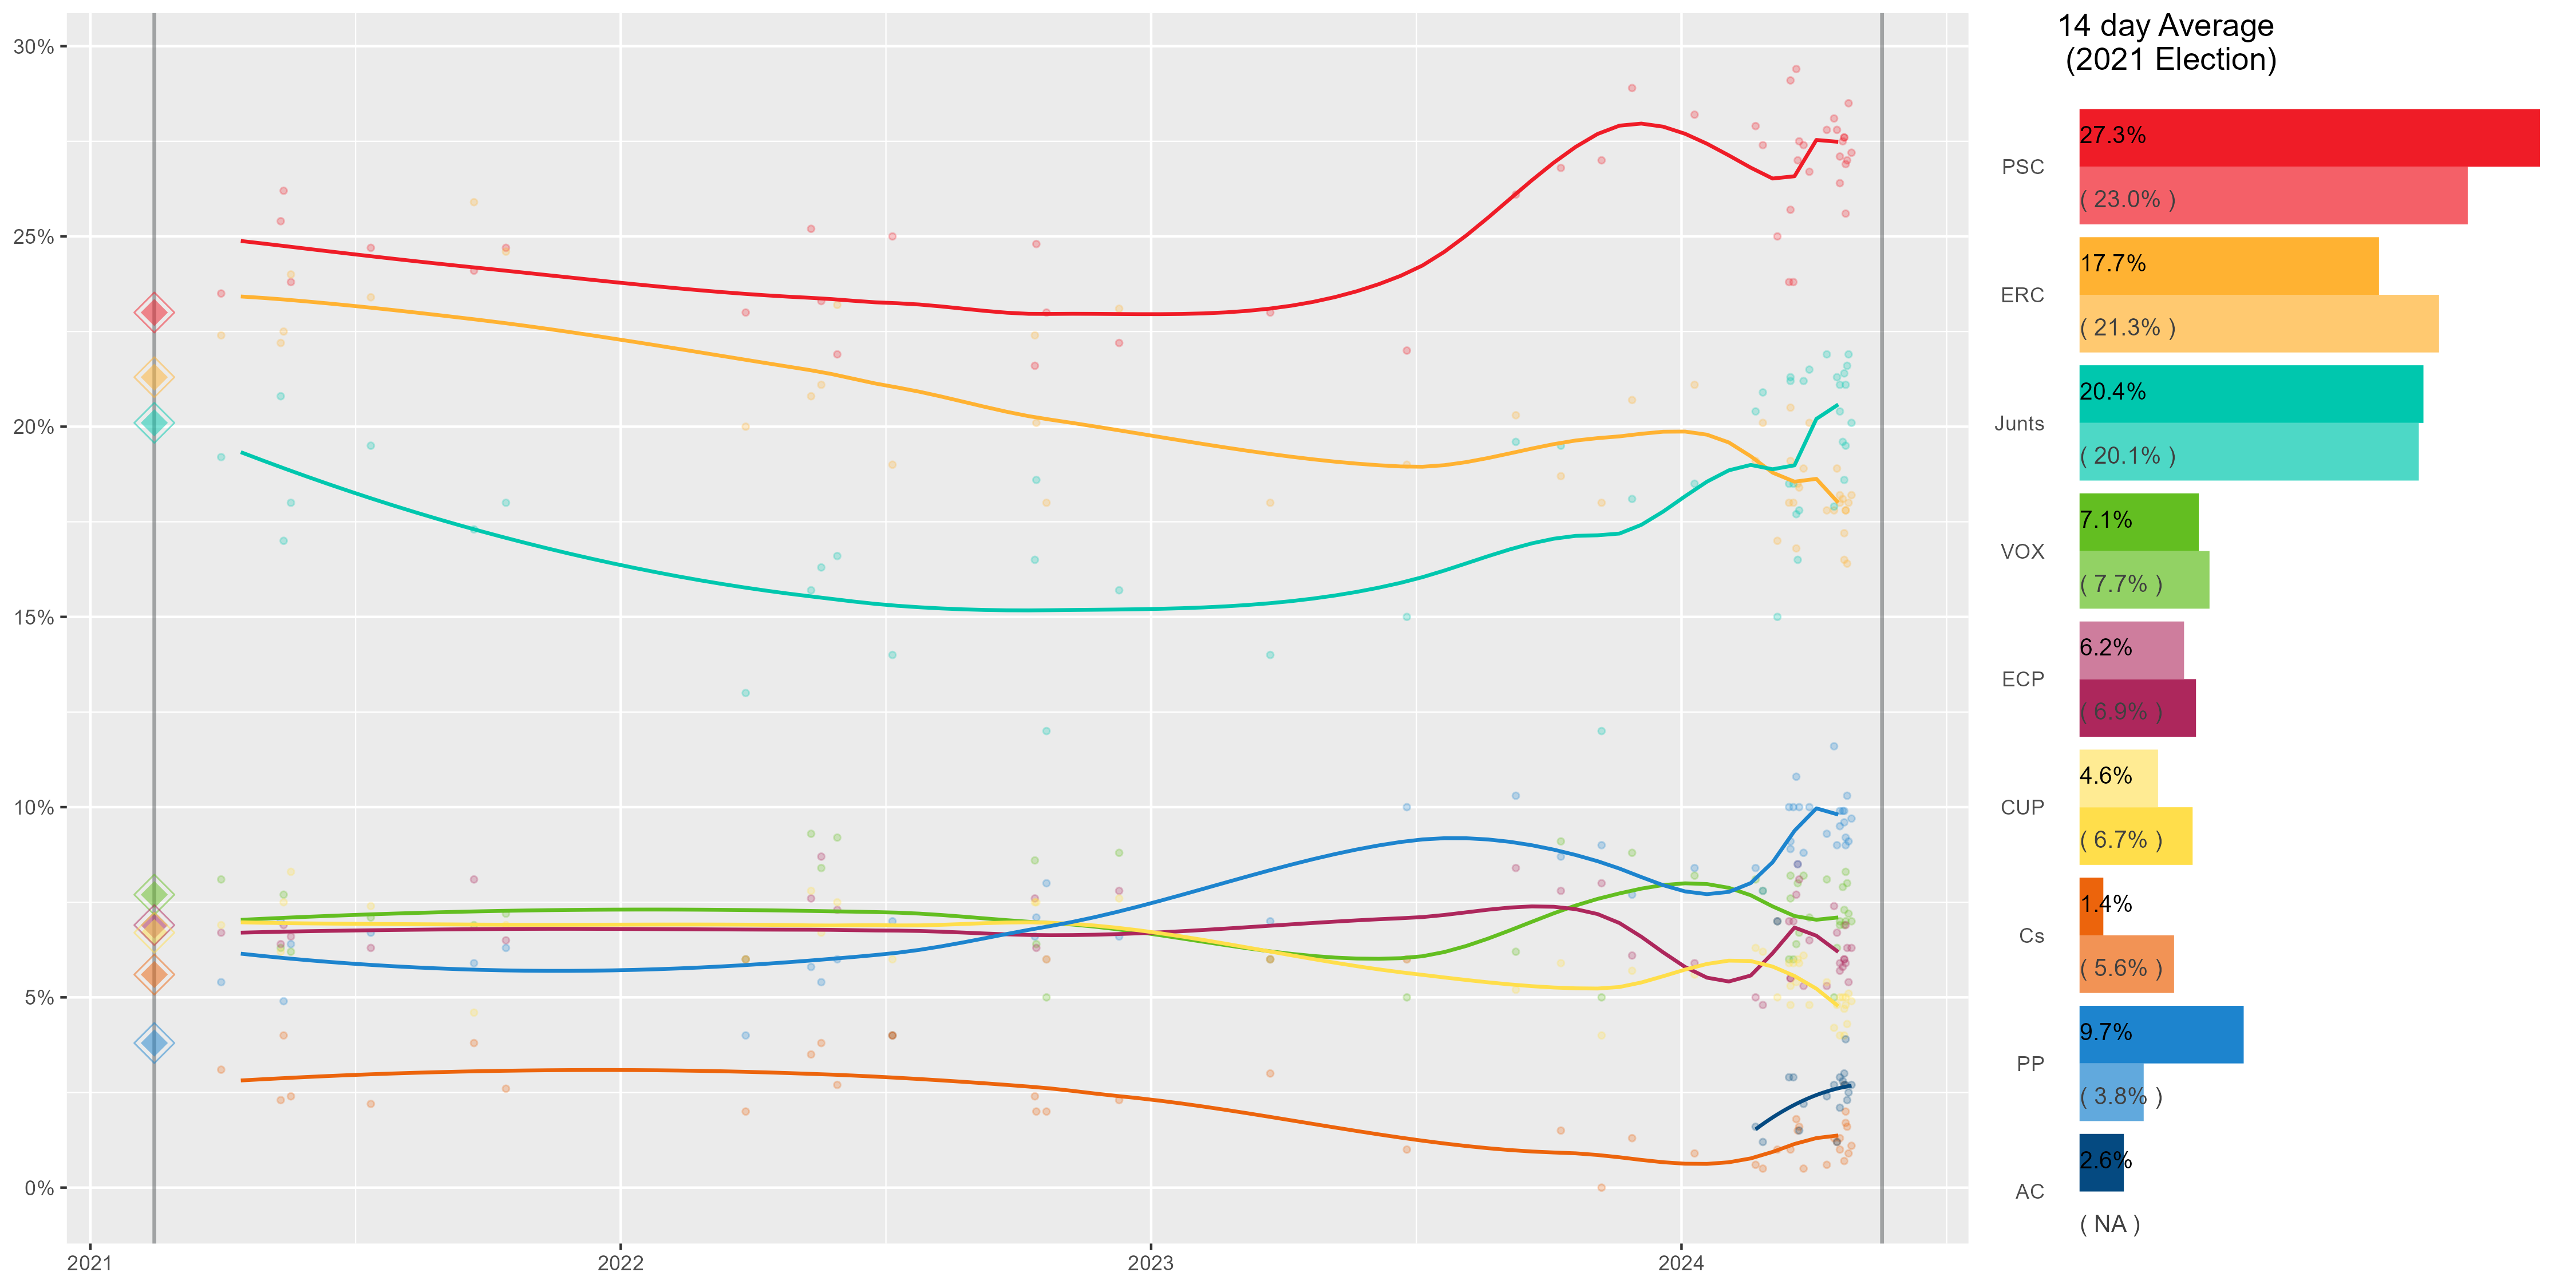 30%
25%
20%
15%
10%
5%
0%
2021
2022
2023
2024
14 day Average
(2021 Election)
PSC
27.3%
( 23.0% )
ERC
17.7%
( 21.3% )
Junts
20.4%
( 20.1% )
VOX
7.1%
( 7.7% )
ECP
6.2%
( 6.9% )
CUP
4.6%
( 6.7% )
Cs
1.4%
( 5.6% )
PP
9.7%
( 3.8% )
AC
2.6%
( NA )